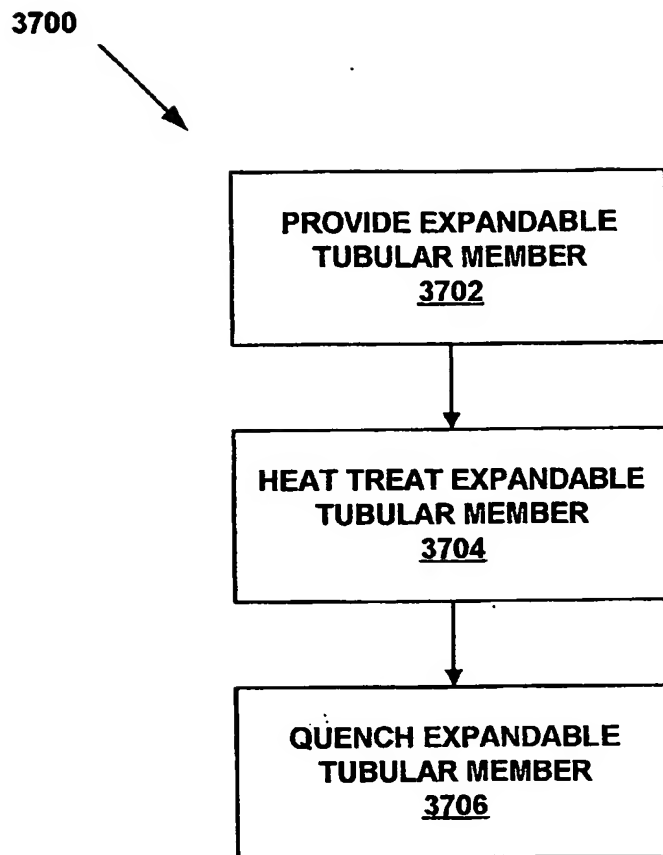 3700
PROVIDE EXPANDABLE
TUBULAR MEMBER
3702
HEAT TREAT EXPANDABLE
TUBULAR MEMBER
3704
QUENCH EXPANDABLE
TUBULAR MEMBER
3706